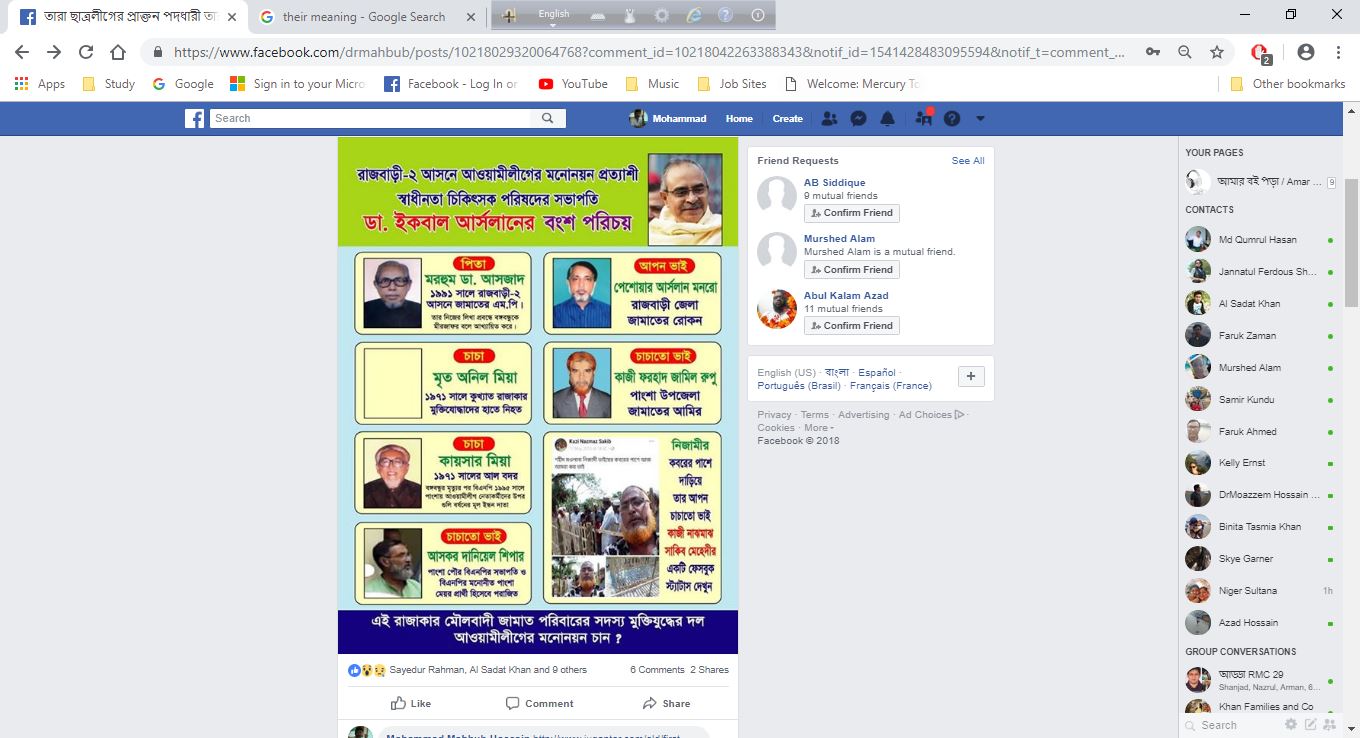 তারা ছাত্রলীগের প্রাক্তন পদধারী
their meaning - Google Search
English
https://www.facebook.com/drmahbub/posts/10218029320064768?comment_id=10218042263388343&notif_id=1541428483095594&notif_t=comment_...
2
Apps
Study
Google
Sign in to your Micro
Facebook - Log In or
YouTube
Music
Job Sites
Welcome: Mercury To
Other bookmarks
Search
Mohammad
Home
Create
রাজবাড়ী-২ আসনে আওয়ামীলীগের মনোনয়ন প্রত্যাশী
স্বাধীনতা চিকিৎসক পরিষদের সভাপতি
ডা. ইকবাল আর্সলানের বংশ পরিচয়
পিতা
মরহুম ডা. আসজাদ
১৯৯১ সালে রাজবাড়ী-২
আসনে জামাতের এম.পি।
তার নিজের লিখা প্রবন্ধে বঙ্গবন্ধুকে
মীরজাফর বলে আখ্যায়িত করে।
আপন ভাই
পেশোয়ার আর্সলান মনরো
রাজবাড়ী জেলা
জামাতের রোকন
চাচা
মৃত অনিল মিয়া
১৯৭১ সালে কুখ্যাত রাজাকার
মুক্তিযোদ্ধাদের হাতে নিহত
চাচাতো ভাই
কাজী ফরহাদ জামিল রুপু
পাংশা উপজেলা
জামাতের আমির
চাচা
কায়সার মিয়া
১৯৭১ সালের আল বদর
বঙ্গবন্ধুর মৃত্যুর পর বিএনপি ১৯৯৫ সালে
পাংশায় আওয়ামীলীগ নেতাকর্মীদের উপর
গুলি বর্ষনের মূল ইন্ধন দাতা
চাচাতো ভাই
আসকর দানিয়েল শিপার
পাংশা পৌর বিএনপির সভাপতি ও
বিএনপির মনোনীত পাংশা
মেয়র প্রার্থী হিসেবে পরাজিত
Kazi Nazmaz Sakib
নিজামীর
কবরের পাশে
দাড়িয়ে
তার আপন
চাচাতো ভাই
কাজী নাঝমাঝ
সাকিব মেহেদীর
একটি ফেসবুক
স্ট্যাটাস দেখুন
এই রাজাকার মৌলবাদী জামাত পরিবারের সদস্য মুক্তিযুদ্ধের দল
আওয়ামীলীগের মনোনয়ন চান ?
Sayedur Rahman, Al Sadat Khan and 9 others
6 Comments 2 Shares
Like
Comment
Share
Friend Requests
See All
AB Siddique
9 mutual friends
Confirm Friend
Murshed Alam
Murshed Alam is a mutual friend.
Confirm Friend
Abul Kalam Azad
11 mutual friends
Confirm Friend
English (US) · বাংলা · Español ·
Português (Brasil) · Français (France)
Privacy · Terms · Advertising · Ad Choices ·
Cookies · More
Facebook © 2018
YOUR PAGES
আমার বই পড়া / Amar ... 9
CONTACTS
Md Qumrul Hasan
Jannatul Ferdous Sh...
Al Sadat Khan
Faruk Zaman
Murshed Alam
Samir Kundu
Faruk Ahmed
Kelly Ernst
DrMoazzem Hossain ...
Binita Tasmia Khan
Skye Garner
Niger Sultana 1h
Azad Hossain
GROUP CONVERSATIONS
আড্ডা RMC 29
Shanjad, Nazrul, Arman, 6...
Khan Families and Co
Search